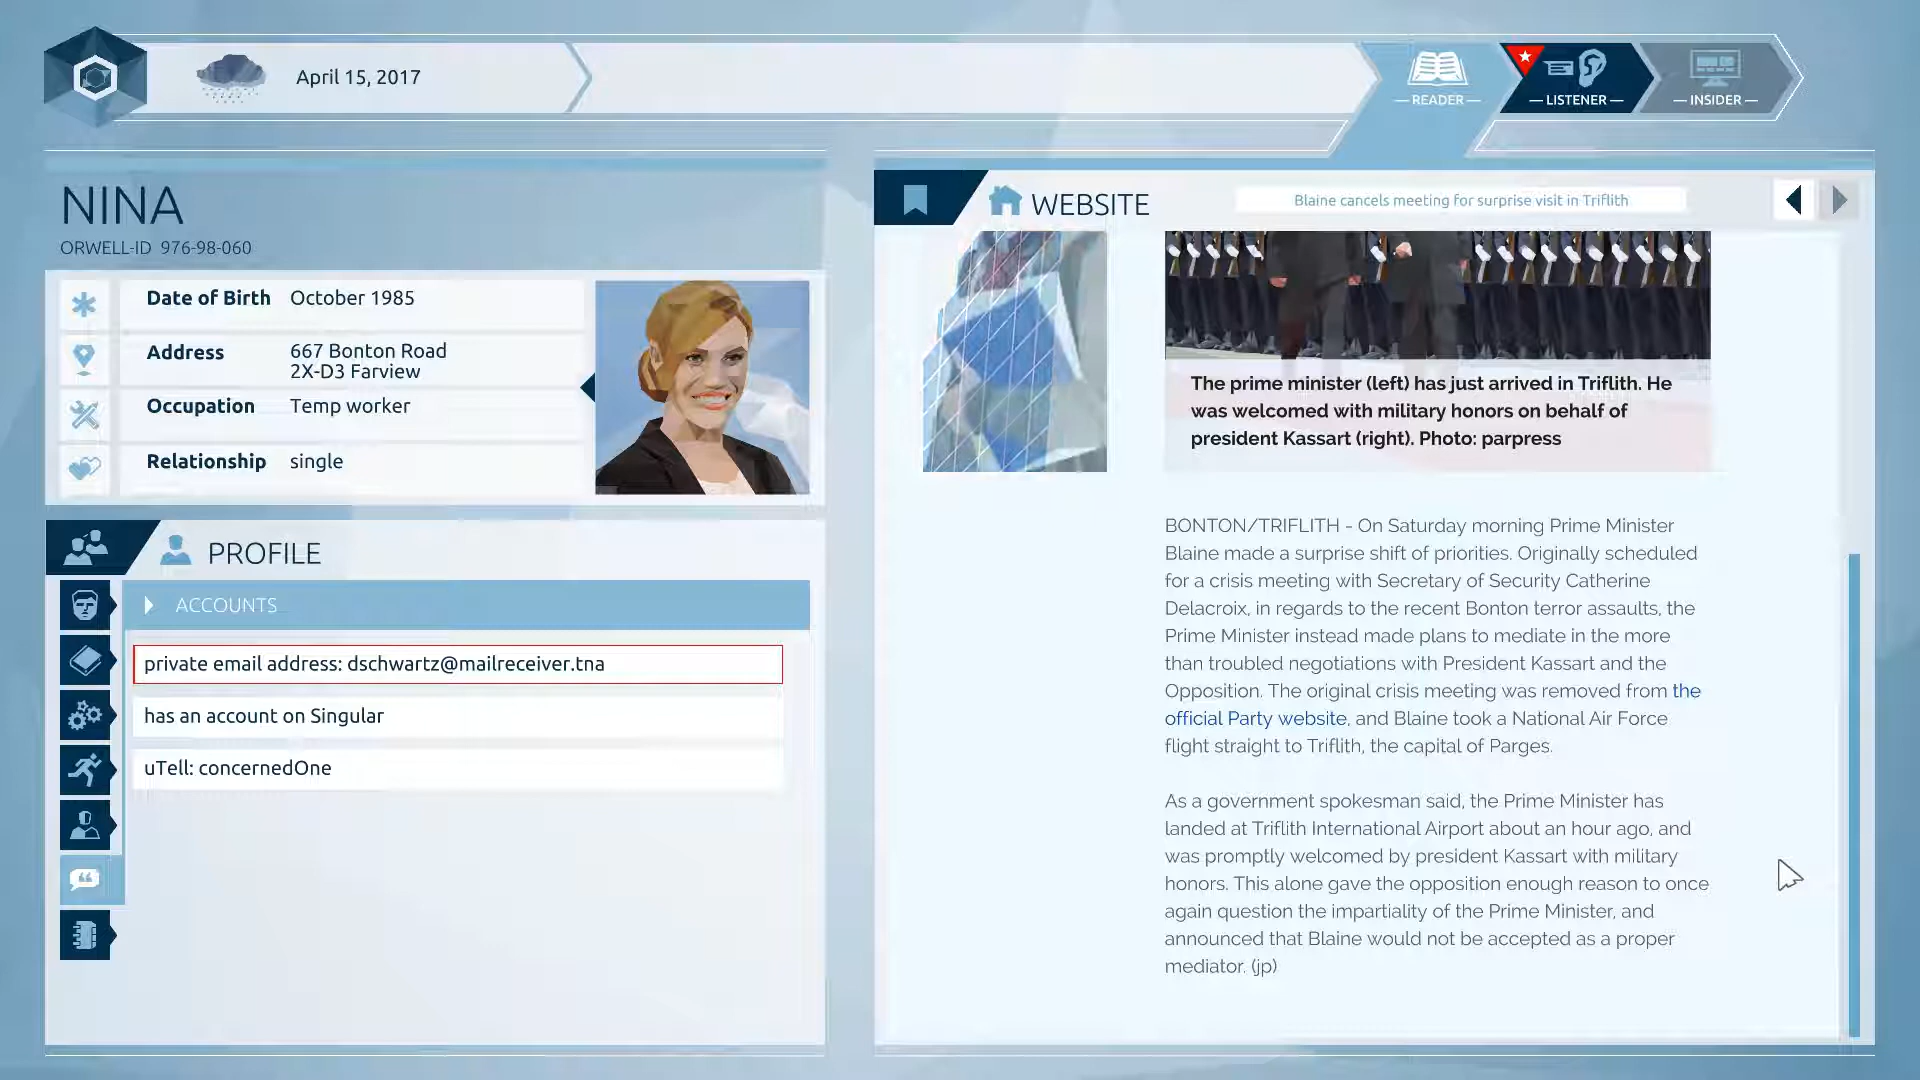 April 15, 2017
READER
LISTENER
INSIDER
NINA
ORWELL-ID 976-98-060
Date of Birth October 1985
Address 667 Bonton Road
2X-D3 Farview
Occupation Temp worker
Relationship single
PROFILE
ACCOUNTS
private email address: dschwartz@mailreceiver.tna
has an account on Singular
uTell: concernedOne
WEBSITE
Blaine cancels meeting for surprise visit in Triflith
The prime minister (left) has just arrived in Triflith. He
was welcomed with military honors on behalf of
president Kassart (right). Photo: parpress
BONTON/TRIFLITH - On Saturday morning Prime Minister
Blaine made a surprise shift of priorities. Originally scheduled
for a crisis meeting with Secretary of Security Catherine
Delacroix, in regards to the recent Bonton terror assaults, the
Prime Minister instead made plans to mediate in the more
than troubled negotiations with President Kassart and the
Opposition. The original crisis meeting was removed from the
official Party website, and Blaine took a National Air Force
flight straight to Triflith, the capital of Parges.
As a government spokesman said, the Prime Minister has
landed at Triflith International Airport about an hour ago, and
was promptly welcomed by president Kassart with military
honors. This alone gave the opposition enough reason to once
again question the impartiality of the Prime Minister, and
announced that Blaine would not be accepted as a proper
mediator. (jp)